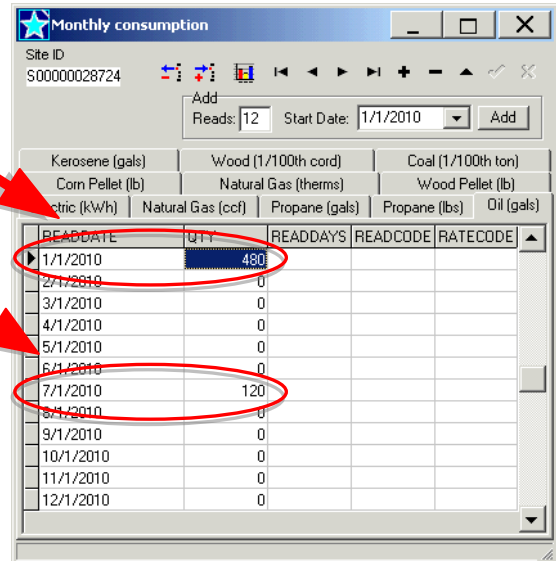 Monthly consumption
Site ID
S00000028724
Add
Reads: 12 Start Date: 1/1/2010 Add
Kerosene (gals) Wood (1/100th cord) Coal (1/100th ton)
Corn Pellet (lb) Natural Gas (therms) Wood Pellet (lb)
ctric (kWh) Natural Gas (ccf) Propane (gals) Propane (lbs) Oil (gals)
READDATE QTY READDAYS READCODE RATECODE
1/1/2010 480
2/1/2010 0
3/1/2010 0
4/1/2010 0
5/1/2010 0
6/1/2010 0
7/1/2010 120
8/1/2010 0
9/1/2010 0
10/1/2010 0
11/1/2010 0
12/1/2010 0